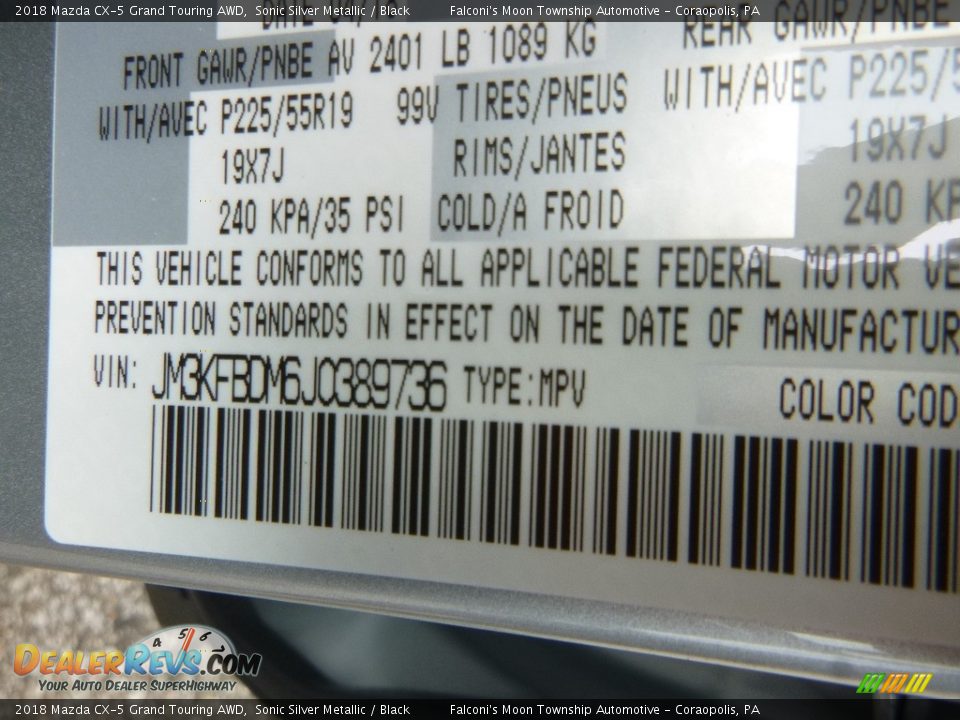 2018 Mazda CX-5 Grand Touring AWD, Sonic Silver Metallic / Black Falconi's Moon Township Automotive - Coraopolis, PA
DATE
FRONT GAWR/PNBE AV 2401 LB 1089 KG REAR GAWR/PNBE
WITH/AVEC P225/55R19 99V TIRES/PNEUS WITH/AVEC P225/5
19X7J RIMS/JANTES 19X7J
240 KPA/35 PSI COLD/A FROID 240 KP
THIS VEHICLE CONFORMS TO ALL APPLICABLE FEDERAL MOTOR VE
PREVENTION STANDARDS IN EFFECT ON THE DATE OF MANUFACTUR
VIN: JM3KFBDM6J0389736 TYPE:MPV COLOR COD
4 5 6
DealerRevs.com
Your Auto Dealer SuperHighway
2018 Mazda CX-5 Grand Touring AWD, Sonic Silver Metallic / Black Falconi's Moon Township Automotive - Coraopolis, PA